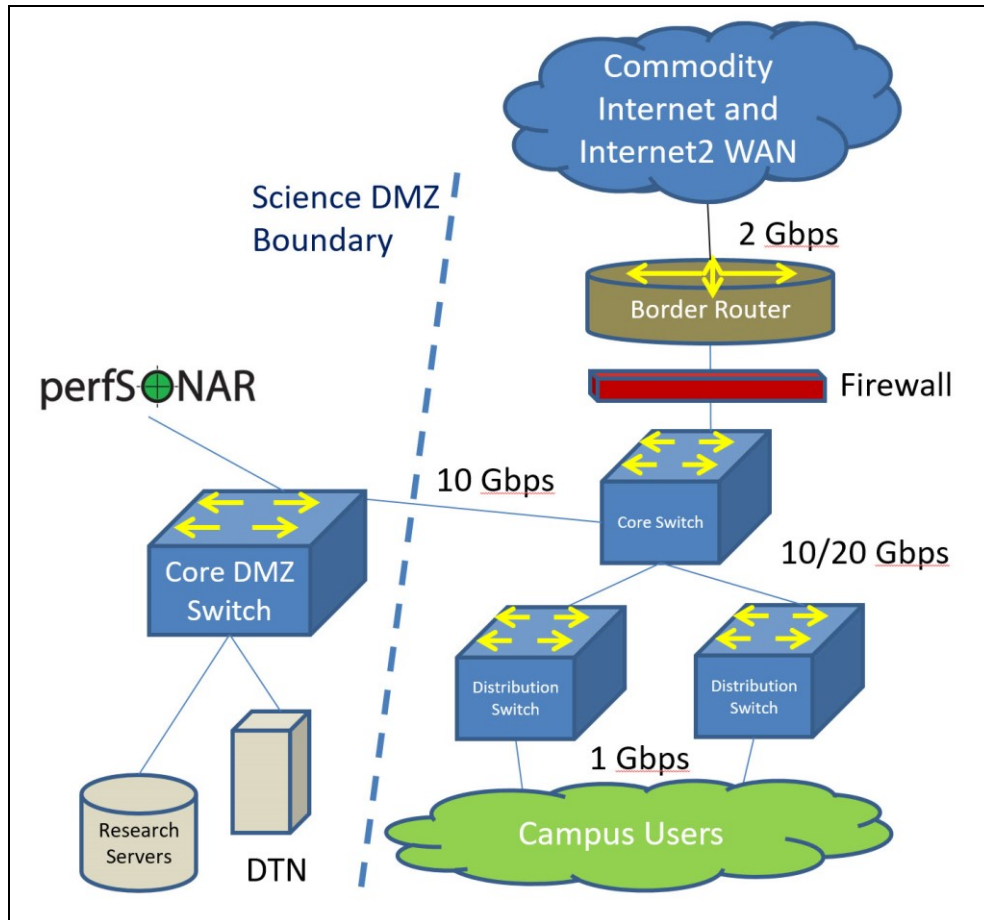 Commodity
Internet and
Internet2 WAN
Science DMZ
Boundary
2 Gbps
Border Router
perfSONAR
Firewall
10 Gbps
Core Switch
10/20 Gbps
Core DMZ
Switch
Distribution
Switch
Distribution
Switch
1 Gbps
Research
Servers
DTN
Campus Users